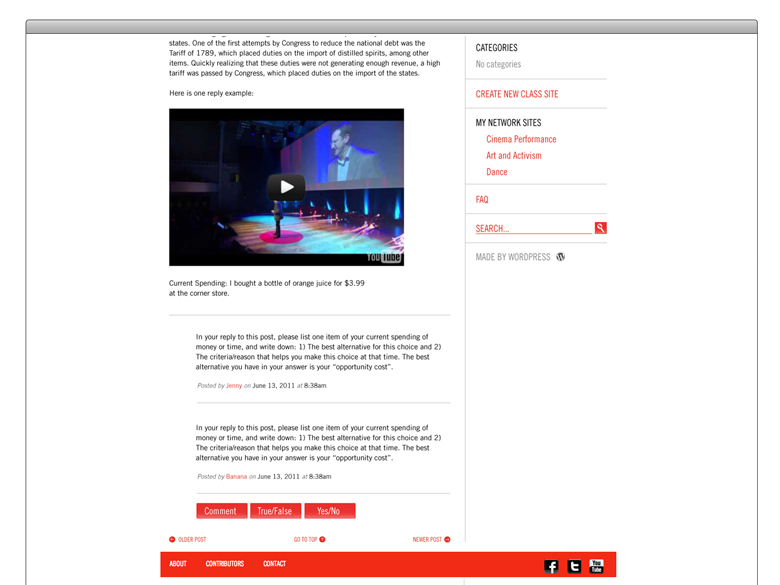 states. One of the first attempts by Congress to reduce the national debt was the
Tariff of 1789, which placed duties on the import of distilled spirits, among other
items. Quickly realizing that these duties were not generating enough revenue, a high
tariff was passed by Congress, which placed duties on the import of the states.
Here is one reply example:
You Tube
Current Spending: I bought a bottle of orange juice for $3.99
at the corner store.
In your reply to this post, please list one item of your current spending of
money or time, and write down: 1) The best alternative for this choice and 2)
The criteria/reason that helps you make this choice at that time. The best
alternative you have in your answer is your “opportunity cost”.
Posted by Jenny on June 13, 2011 at 8:38am
In your reply to this post, please list one item of your current spending of
money or time, and write down: 1) The best alternative for this choice and 2)
The criteria/reason that helps you make this choice at that time. The best
alternative you have in your answer is your “opportunity cost”.
Posted by Banana on June 13, 2011 at 8:38am
Comment True/False Yes/No
OLDER POST GO TO TOP NEWER POST
CATEGORIES
No categories
CREATE NEW CLASS SITE
MY NETWORK SITES
Cinema Performance
Art and Activism
Dance
FAQ
SEARCH...
MADE BY WORDPRESS
ABOUT CONTRIBUTORS CONTACT
You Tube